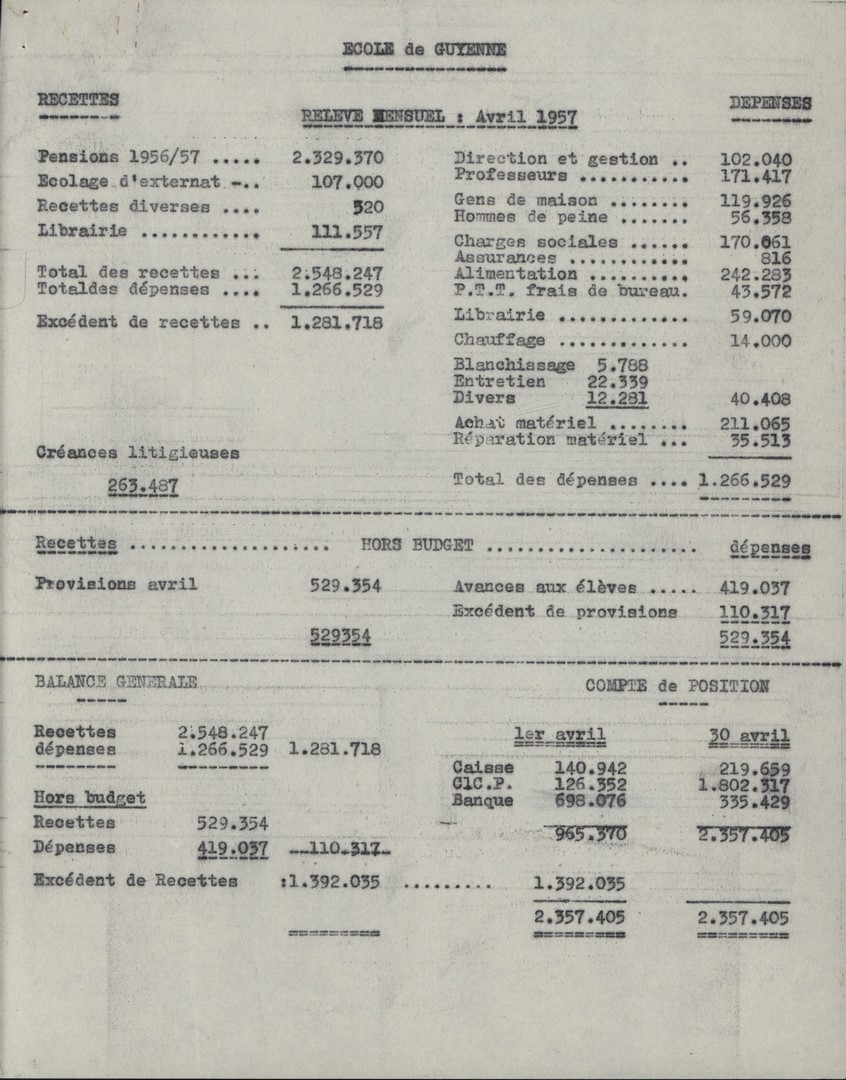 ECOLE de GUYENNE
RECETTES
DEPENSES
RELEVE MENSUEL : Avril 1957
Pensions 1956/57 ..... 2.329.370
Ecolage d'externat -.. 107.000
Recettes diverses .... 320
Librairie ............ 111.557
Total des recettes ... 2.548.247
Totaldes dépenses .... 1.266.529
Excédent de recettes .. 1.281.718
Créances litigieuses
263.487
Direction et gestion .. 102.040
Professeurs ........... 171.417
Gens de maison ........ 119.926
Hommes de peine ....... 56.358
Charges sociales ...... 170.061
Assurances ............ 816
Alimentation .......... 242.283
P.T.T. frais de bureau. 43.572
Librairie ............. 59.070
Chauffage ............. 14.000
Blanchissage 5.788
Entretien 22.339
Divers 12.281 40.408
Achat matériel ........ 211.065
Réparation matériel ... 35.513
Total des dépenses .... 1.266.529
Recettes .................. HORS BUDGET ..................... dépenses
Provisions avril 529.354
529354
Avances aux élèves ..... 419.037
Excédent de provisions 110.317
529.354
BALANCE GENERALE
Recettes 2.548.247
dépenses 1.266.529 1.281.718
Hors budget
Recettes 529.354
Dépenses 419.037 110.317
Excédent de Recettes :1.392.035 ......... 1.392.035
COMPTE de POSITION
1er avril 30 avril
Caisse 140.942 219.659
ClC.P. 126.352 1.802.317
Banque 698.076 335.429
965.370 2.357.405
2.357.405 2.357.405